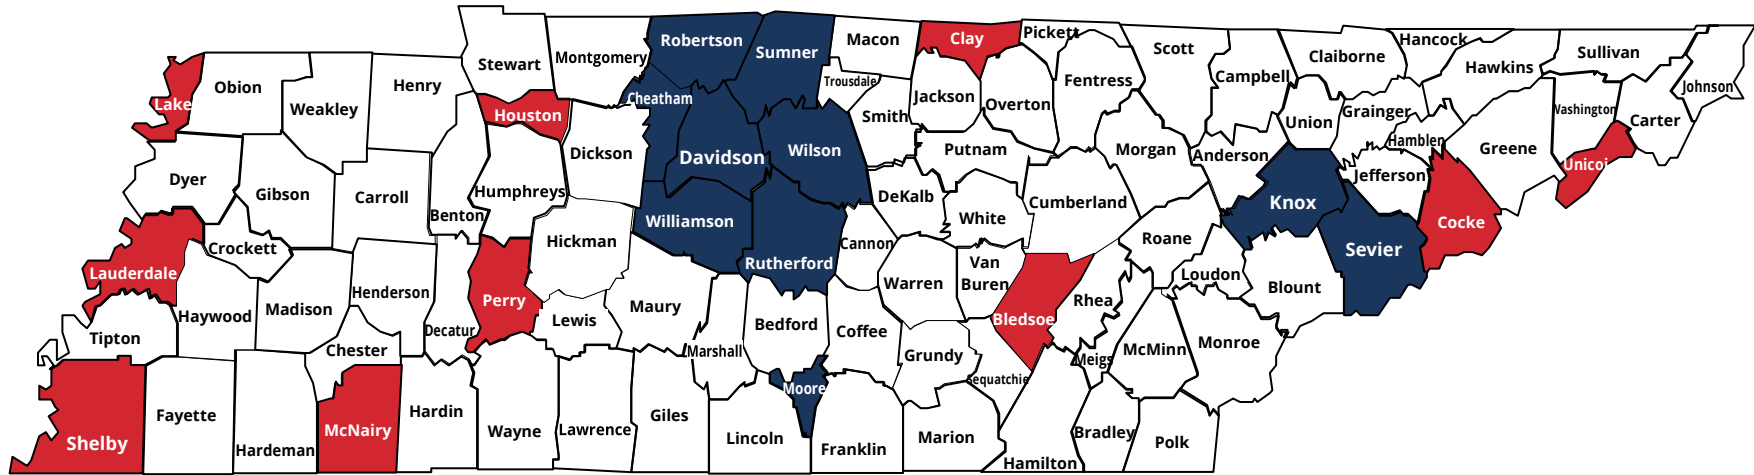 Lake
Obion
Weakley
Henry
Stewart
Montgomery
Robertson
Sumner
Macon
Clay
Pickett
Scott
Claiborne
Hancock
Hawkins
Sullivan
Johnson
Houston
Cheatham
Trousdale
Smith
Jackson
Overton
Fentress
Campbell
Union
Grainger
Hamblen
Washington
Carter
Greene
Unicoi
Dyer
Gibson
Carroll
Benton
Humphreys
Dickson
Davidson
Wilson
Putnam
Morgan
Anderson
Jefferson
Knox
Sevier
Cocke
Crockett
Lauderdale
Hickman
Williamson
Rutherford
Cannon
DeKalb
White
Cumberland
Roane
Loudon
Blount
Tipton
Haywood
Madison
Henderson
Decatur
Perry
Lewis
Maury
Bedford
Coffee
Warren
Van
Buren
Bledsoe
Rhea
Meigs
McMinn
Monroe
Chester
Marshall
Moore
Grundy
Sequatchie
Shelby
Fayette
Hardeman
McNairy
Hardin
Wayne
Lawrence
Giles
Lincoln
Franklin
Marion
Hamilton
Bradley
Polk